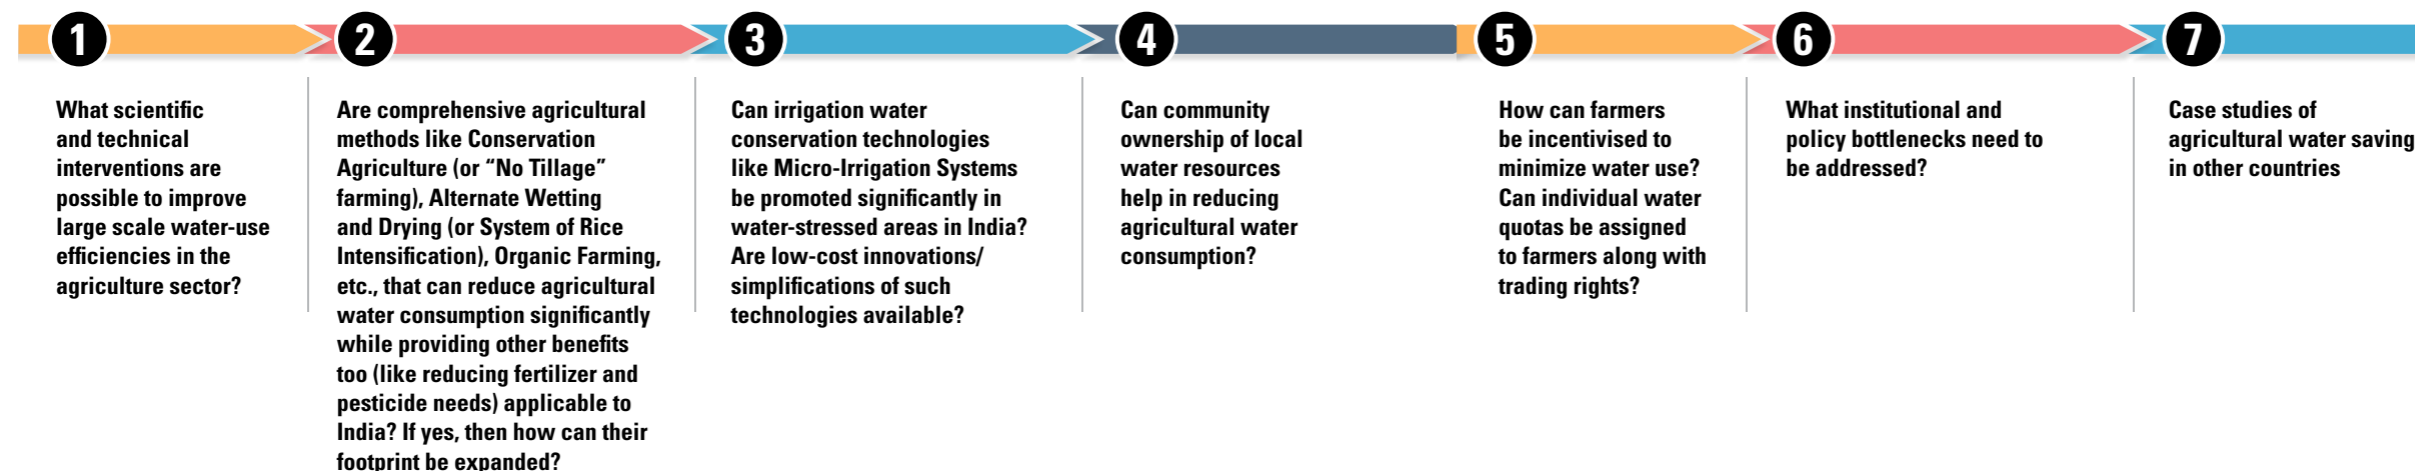 1
What scientific
and technical
interventions are
possible to improve
large scale water-use
efficiencies in the
agriculture sector?
2
Are comprehensive agricultural
methods like Conservation
Agriculture (or “No Tillage”
farming), Alternate Wetting
and Drying (or System of Rice
Intensification), Organic Farming,
etc., that can reduce agricultural
water consumption significantly
while providing other benefits
too (like reducing fertilizer and
pesticide needs) applicable to
India? If yes, then how can their
footprint be expanded?
3
Can irrigation water
conservation technologies
like Micro-Irrigation Systems
be promoted significantly in
water-stressed areas in India?
Are low-cost innovations/
simplifications of such
technologies available?
4
Can community
ownership of local
water resources
help in reducing
agricultural water
consumption?
5
How can farmers
be incentivised to
minimize water use?
Can individual water
quotas be assigned
to farmers along with
trading rights?
6
What institutional and
policy bottlenecks need to
be addressed?
7
Case studies of
agricultural water saving
in other countries